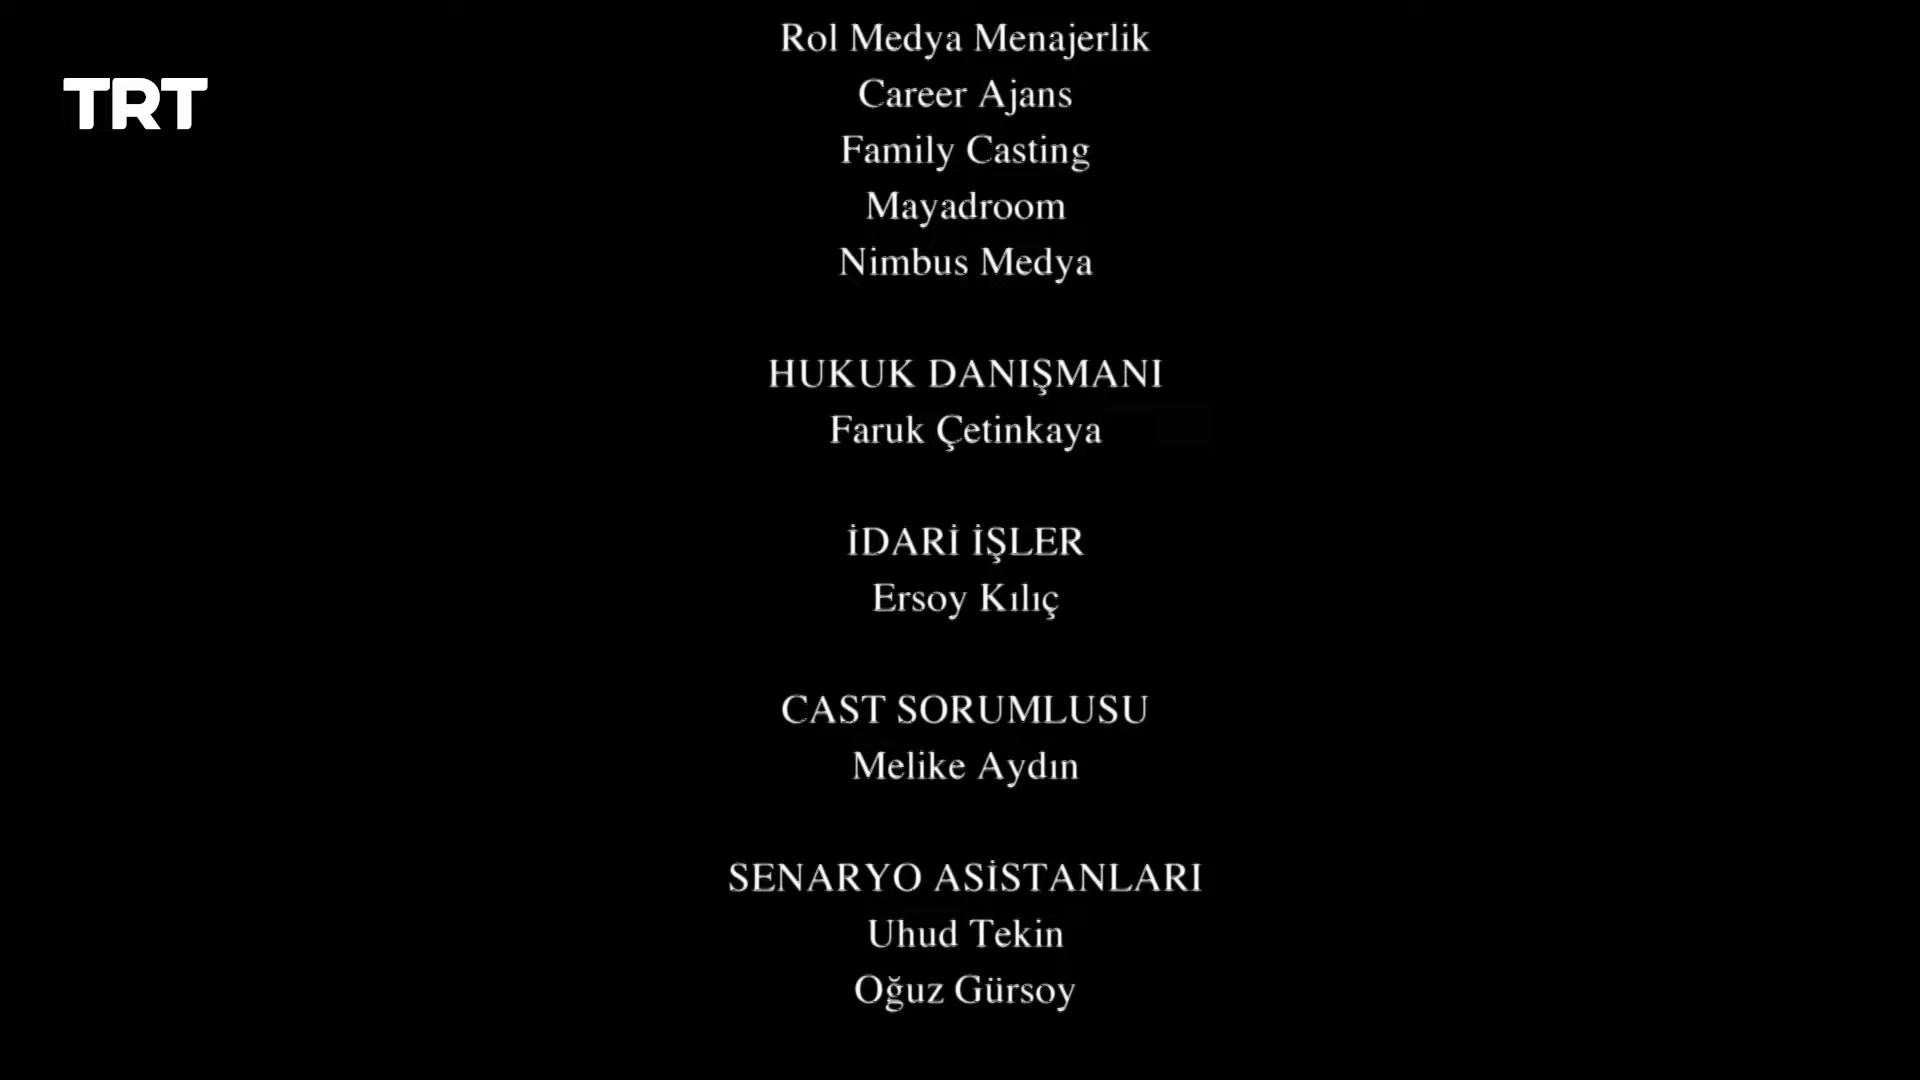 Rol Medya Menajerlik
TRT
Career Ajans
Family Casting
Mayadroom
Nimbus Medya
HUKUK DANIŞMANI
Faruk Çetinkaya
İDARİ İŞLER
Ersoy Kılıç
CAST SORUMLUSU
Melike Aydın
SENARYO ASİSTANLARI
Uhud Tekin
Oğuz Gürsoy